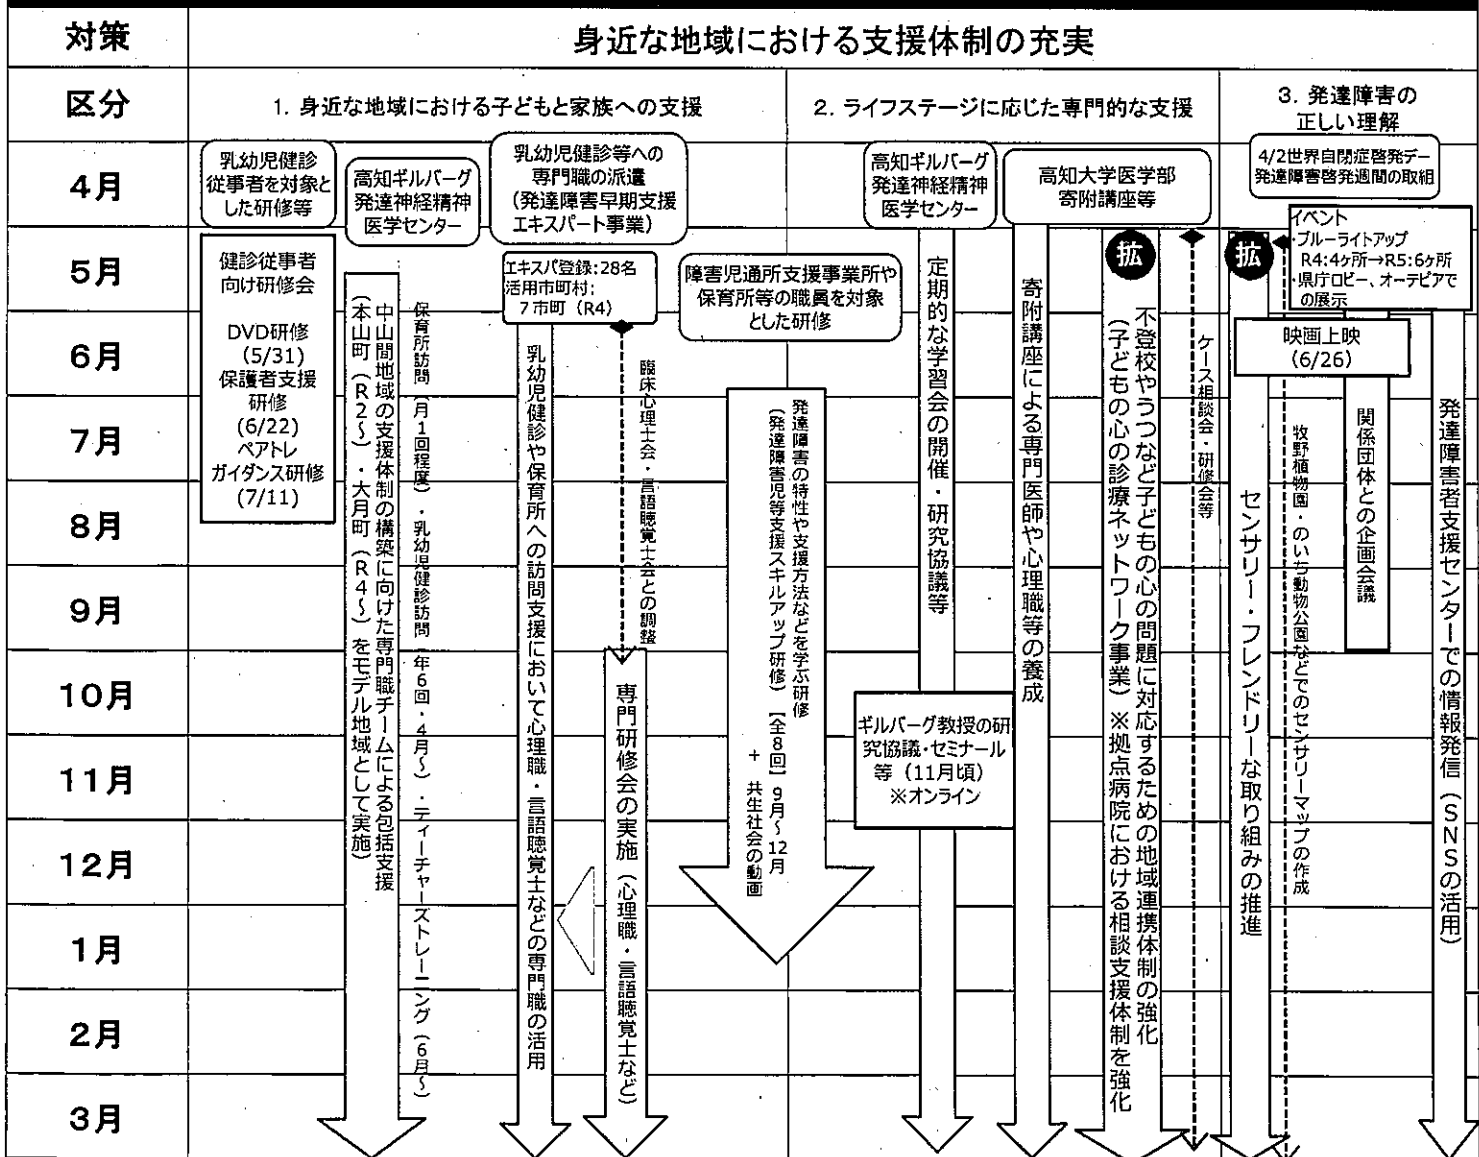 対策
身近な地域における支援体制の充実
区分
1. 身近な地域における子どもと家族への支援
2. ライフステージに応じた専門的な支援
3. 発達障害の
正しい理解
4月
5月
6月
7月
8月
9月
10月
11月
12月
1月
2月
3月
乳幼児健診
従事者を対象と
した研修等
健診従事者
向け研修会
DVD研修
(5/31)
保護者支援
研修
(6/22)
ペアトレ
ガイダンス研修
(7/11)
高知ギルバーグ
発達神経精神
医学センター
保育所訪問（月1回程度）・乳幼児健診訪問（年6回・4月～）・ティーチャーズトレーニング（6月～）
中山間地域の支援体制の構築に向けた専門職チームによる包括支援
（本山町（R2～）・大月町（R4～）をモデル地域として実施）
乳幼児健診等への
専門職の派遣
（発達障害早期支援
エキスパート事業）
エキスパ登録:28名
活用市町村:
７市町（R4）
乳幼児健診や保育所への訪問支援において心理職・言語聴覚士などの専門職の活用
臨床心理士会・言語聴覚士会との調整
専門研修会の実施（心理職・言語聴覚士など）
障害児通所支援事業所や
保育所等の職員を対象
とした研修
発達障害の特性や支援方法などを学ぶ研修
（発達障害児等支援スキルアップ研修）【全8回】9月～12月
＋ 共生社会の動画
高知ギルバーグ
発達神経精神
医学センター
定期的な学習会の開催・研究協議等
ギルバーグ教授の研
究協議・セミナール
等（11月頃）
※オンライン
高知大学医学部
寄附講座等
寄附講座による専門医師や心理職等の養成
拡
不登校やうつなど子どもの心の問題に対応するための地域連携体制の強化
（子どもの心の診療ネットワーク事業）※拠点病院における相談支援体制を強化
ケース相談会・研修会等
4/2世界自閉症啓発デー
発達障害啓発週間の取組
イベント
・ブルーライトアップ
R4:4ヶ所→R5:6ヶ所
・県庁ロビー、オーテピアで
の展示
映画上映
(6/26)
拡
センサリー・フレンドリーな取り組みの推進
牧野植物園・のいち動物公園などでのセンサリーマップの作成
関係団体との企画会議
発達障害者支援センターでの情報発信（SNSの活用）